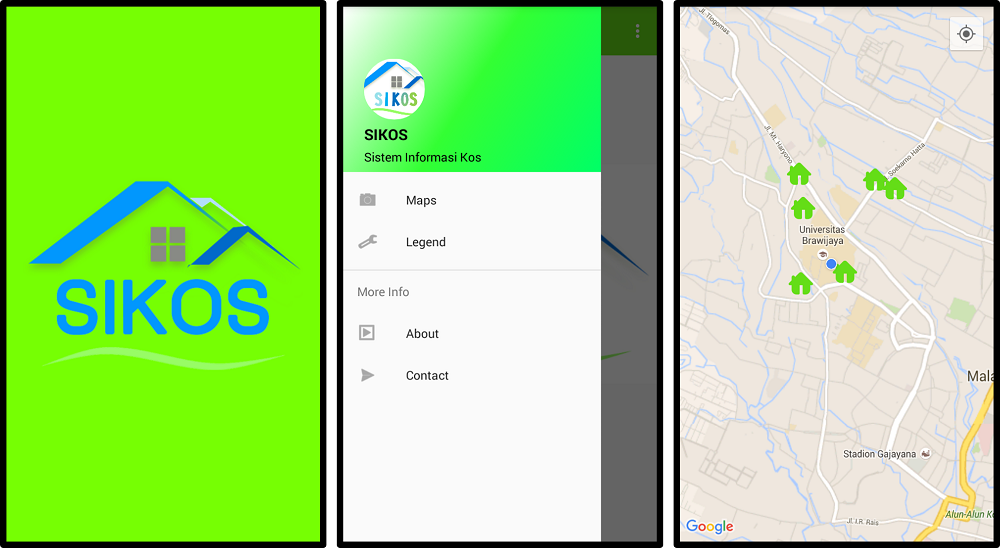 SIKOS
SIKOS
SIKOS
Sistem Informasi Kos
Maps
Legend
More Info
About
Contact
Jl. Tlogomas
Jl. Mt. Haryono
Soekarno Hatta
Universitas
Brawijaya
Mala
Stadion Gajayana
Alun-Alun Ko
Jl. I.R. Rais
Google